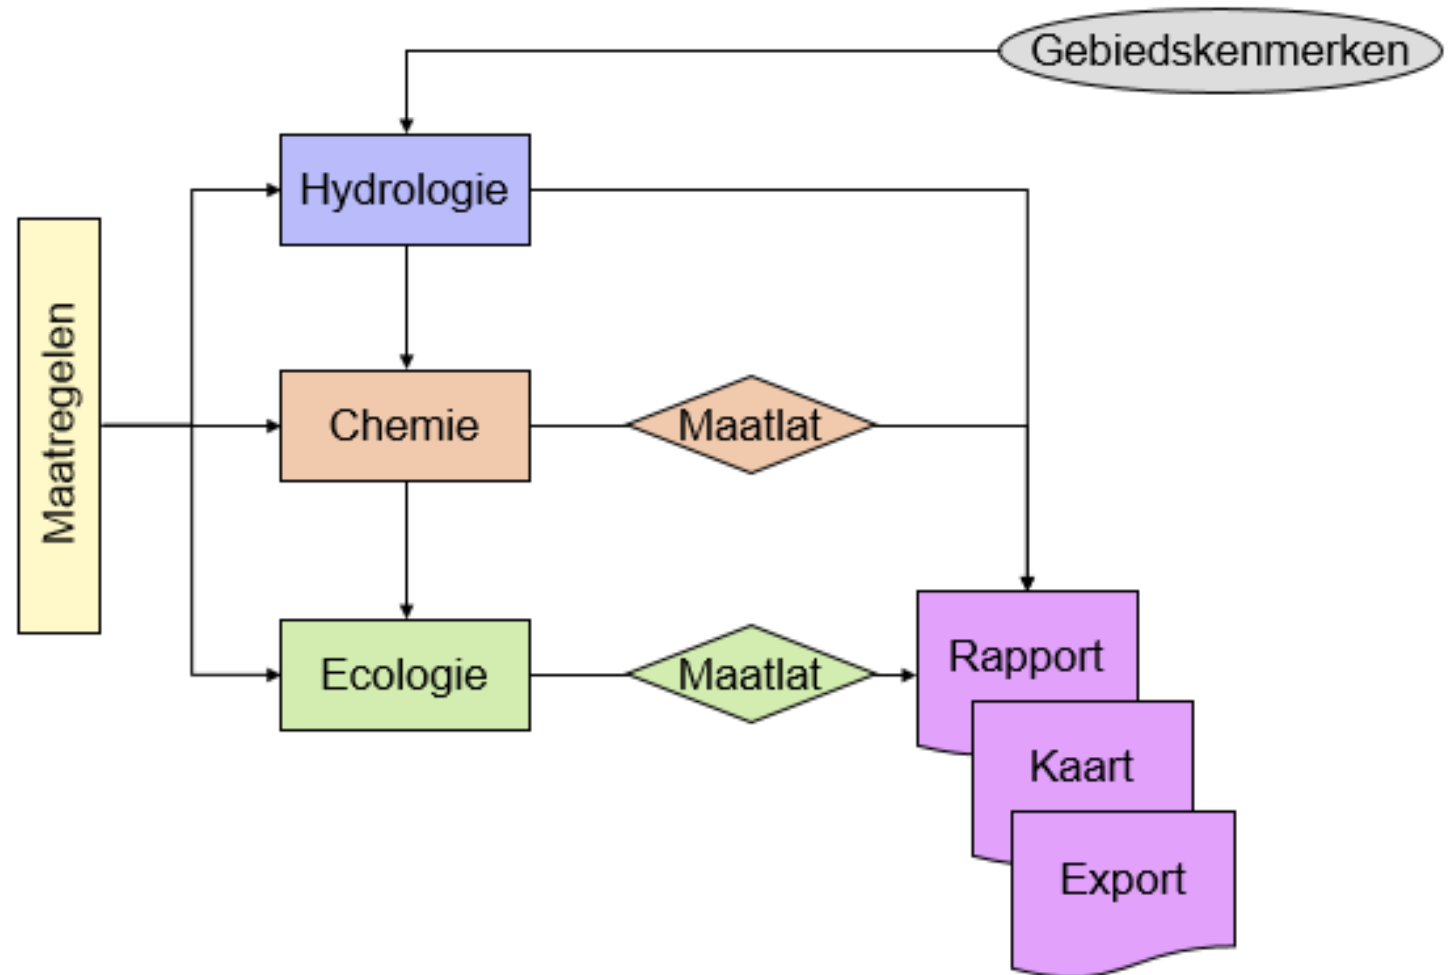 Gebiedskenmerken
Hydrologie
Maatregelen
Chemie
Maatlat
Ecologie
Maatlat
Rapport
Kaart
Export